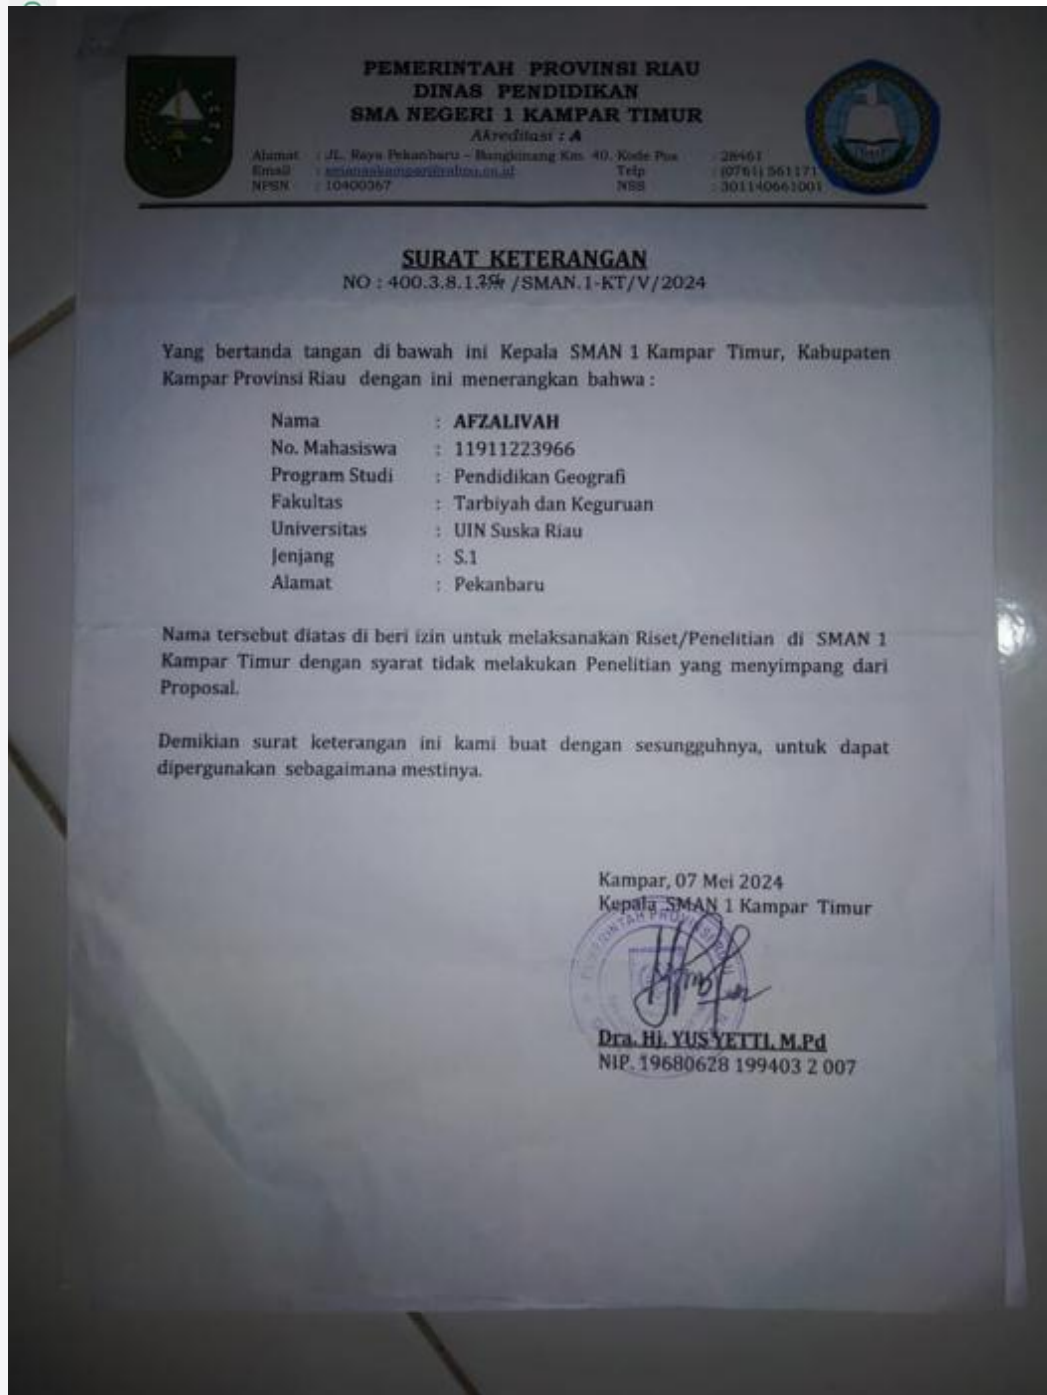 PEMERINTAH PROVINSI RIAU
DINAS PENDIDIKAN
SMA NEGERI 1 KAMPAR TIMUR
Akreditasi : A
Alamat : JL. Raya Pekanbaru – Bangkinang Km. 40. Kode Pos : 28461
Email : Telp : (0761) 561171
NPSN : 10400367 NSS : 301140661001
SURAT KETERANGAN
NO : 400.3.8.1. /SMAN.1-KT/V/2024
Yang bertanda tangan di bawah ini Kepala SMAN 1 Kampar Timur, Kabupaten
Kampar Provinsi Riau dengan ini menerangkan bahwa :
Nama : AFZALIVAH
No. Mahasiswa : 11911223966
Program Studi : Pendidikan Geografi
Fakultas : Tarbiyah dan Keguruan
Universitas : UIN Suska Riau
Jenjang : S.1
Alamat : Pekanbaru
Nama tersebut diatas di beri izin untuk melaksanakan Riset/Penelitian di SMAN 1
Kampar Timur dengan syarat tidak melakukan Penelitian yang menyimpang dari
Proposal.
Demikian surat keterangan ini kami buat dengan sesungguhnya, untuk dapat
dipergunakan sebagaimana mestinya.
Kampar, 07 Mei 2024
Kepala SMAN 1 Kampar Timur
PEMERINTAH PROVINSI RIAU
Dra. Hj. YUS YETTI, M.Pd
NIP. 19680628 199403 2 007